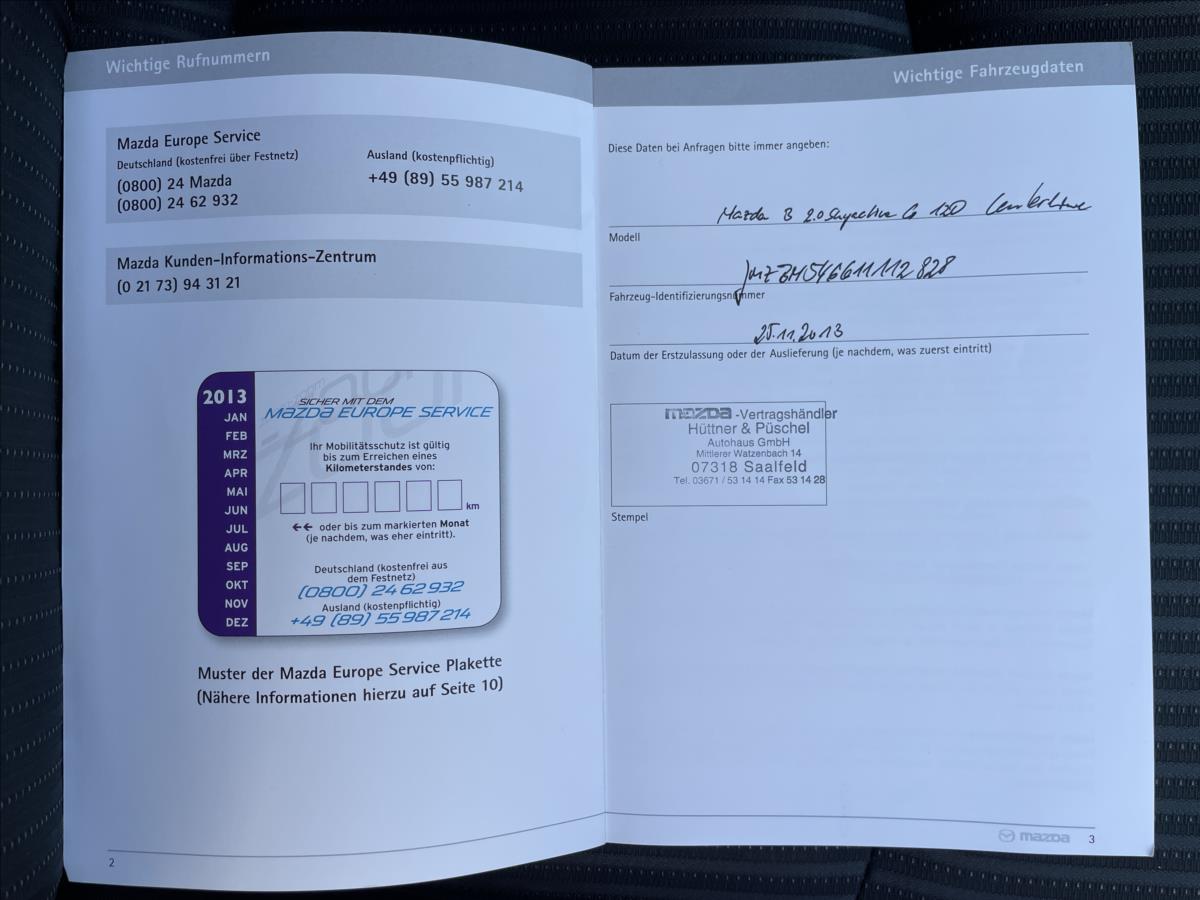 Wichtige Rufnummern
Mazda Europe Service
Deutschland (kostenfrei über Festnetz)
(0800) 24 Mazda
(0800) 24 62 932
Ausland (kostenpflichtig)
+49 (89) 55 987 214
Mazda Kunden-Informations-Zentrum
(0 21 73) 94 31 21
2013
JAN
FEB
MRZ
APR
MAI
JUN
JUL
AUG
SEP
OKT
NOV
DEZ
SICHER MIT DEM
mazda EUROPE SERVICE
Ihr Mobilitätsschutz ist gültig
bis zum Erreichen eines
Kilometerstandes von:
km
←← oder bis zum markierten Monat
(je nachdem, was eher eintritt).
Deutschland (kostenfrei aus
dem Festnetz)
(0800) 24 62 932
Ausland (kostenpflichtig)
+49 (89) 55 987 214
Muster der Mazda Europe Service Plakette
(Nähere Informationen hierzu auf Seite 10)
2
Wichtige Fahrzeugdaten
Diese Daten bei Anfragen bitte immer angeben:
Mazda 3 2.0 120
Modell
JMZBM546611112828
Fahrzeug-Identifizierungsnummer
25.11.2013
Datum der Erstzulassung oder der Auslieferung (je nachdem, was zuerst eintritt)
mazda -Vertragshändler
Hüttner & Püschel
Autohaus GmbH
Mittlerer Watzenbach 14
07318 Saalfeld
Tel. 03671 / 53 14 14 Fax 53 14 28
Stempel
mazda
3